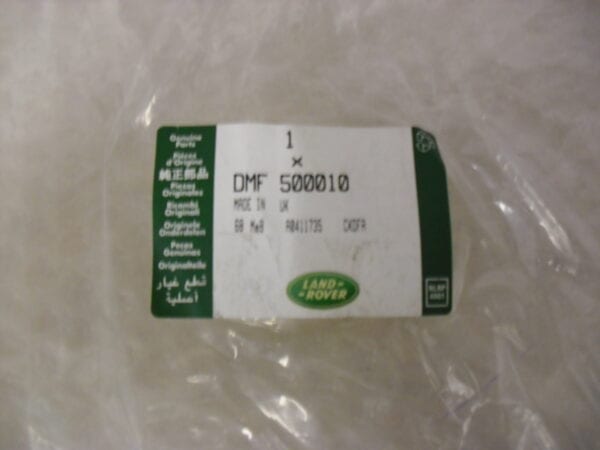 Genuine
Parts
Pièces
d'Origine
純正部品
Piezas
Originales
Ricambi
Originali
Originele
Onderdelen
Peças
Genuínas
Originalteile
قطع غيار
أصلية
1
×
DMF 500010
MADE IN UK
A0411735
LAND-
-ROVER